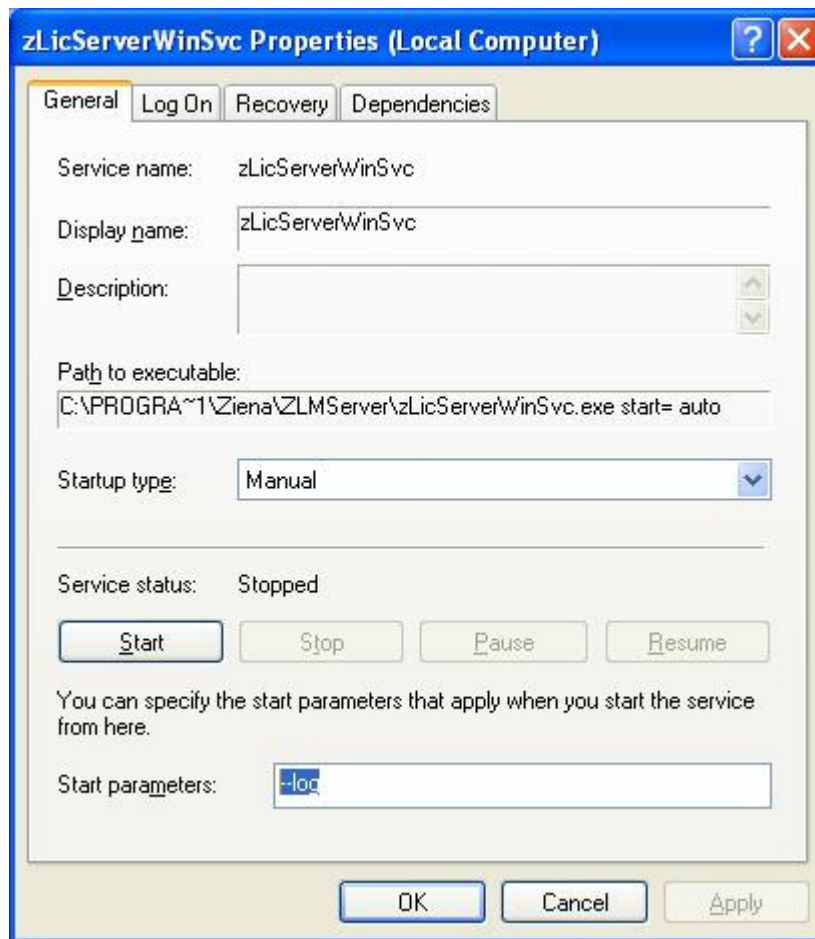 zLicServerWinSvc Properties (Local Computer)
General Log On Recovery Dependencies
Service name: zLicServerWinSvc
Display name: zLicServerWinSvc
Description:
Path to executable:
C:\PROGRA~1\Ziena\ZLMServer\zLicServerWinSvc.exe start= auto
Startup type: Manual
Service status: Stopped
Start Stop Pause Resume
You can specify the start parameters that apply when you start the service
from here.
Start parameters: --log
OK Cancel Apply